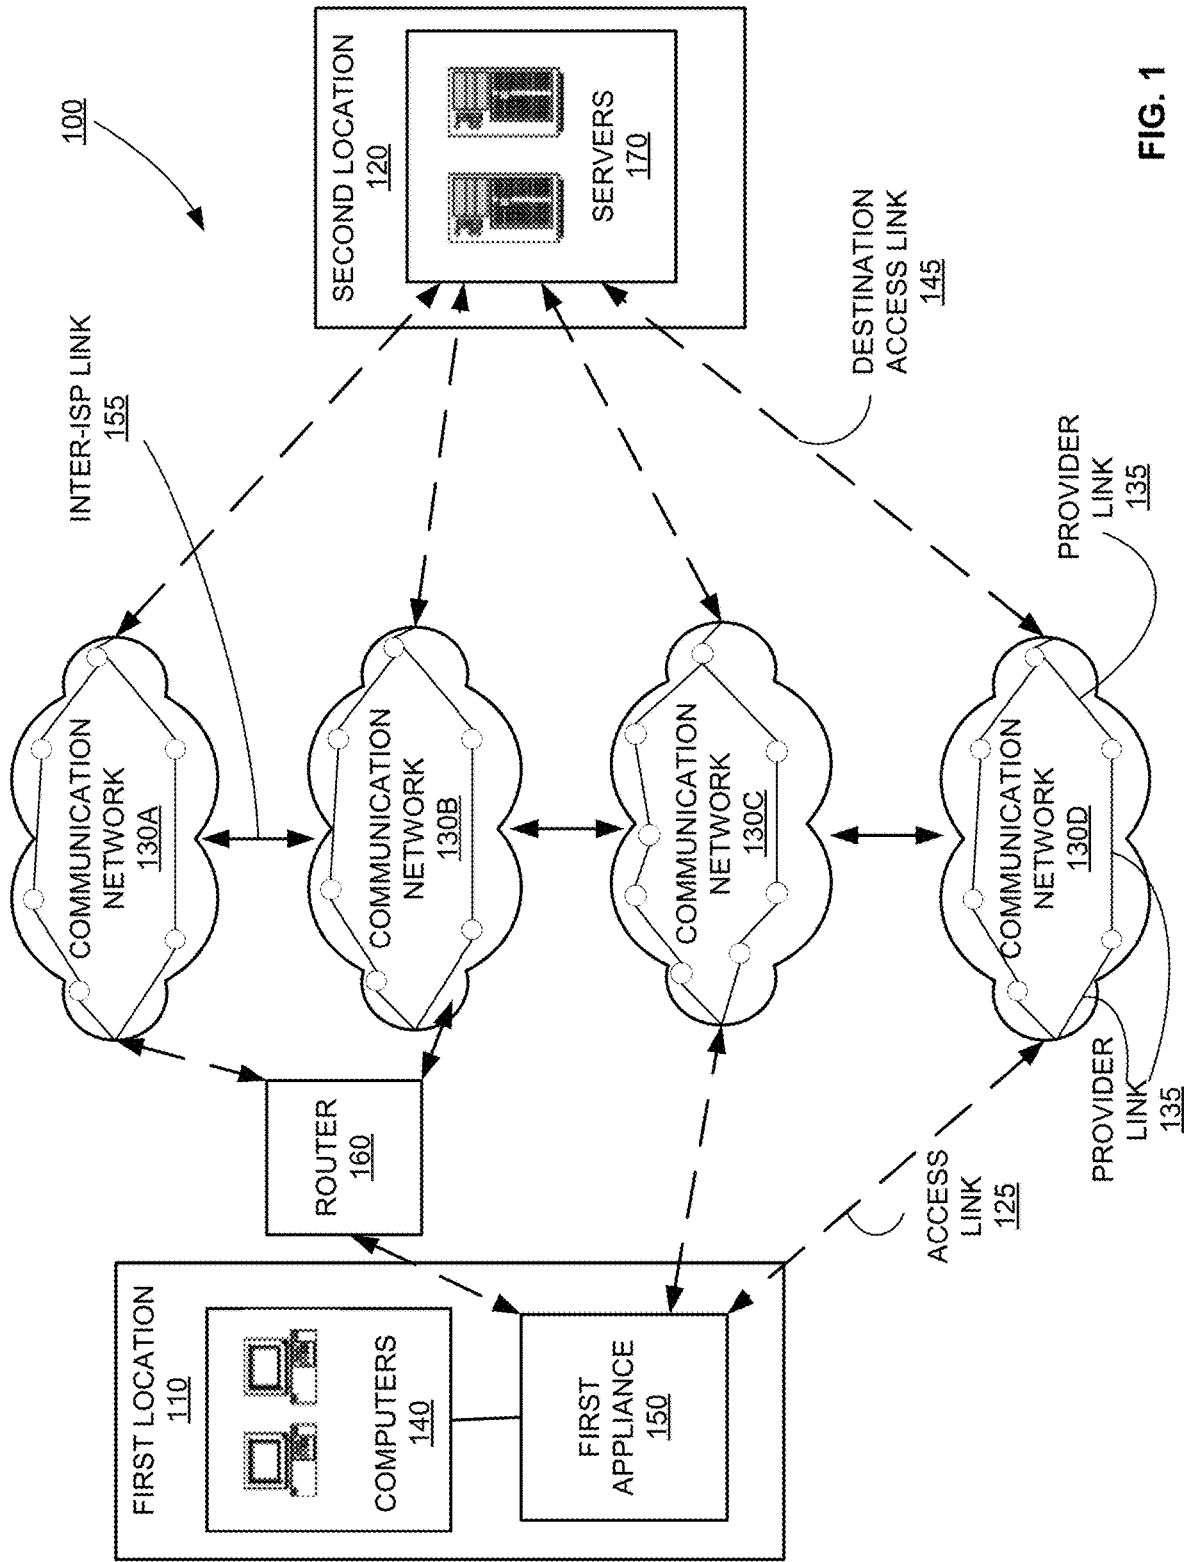 100
INTER-ISP LINK
155
SECOND LOCATION
120
SERVERS
170
COMMUNICATION
NETWORK
130A
COMMUNICATION
NETWORK
130B
COMMUNICATION
NETWORK
130C
COMMUNICATION
NETWORK
130D
DESTINATION
ACCESS LINK
145
PROVIDER
LINK
135
ROUTER
160
FIRST LOCATION
110
COMPUTERS
140
FIRST
APPLIANCE
150
ACCESS
LINK
125
PROVIDER
LINK
135
FIG. 1